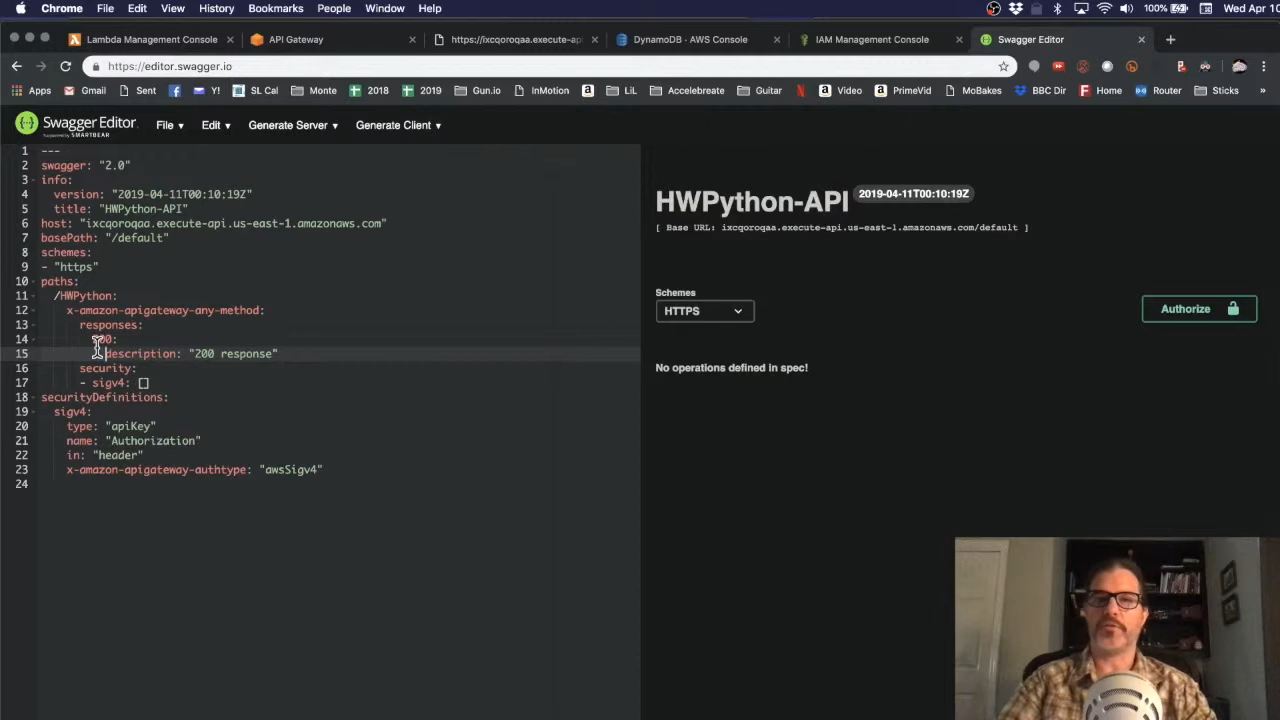 Chrome File Edit View History Bookmarks People Window Help 100% Wed Apr 10
Lambda Management Console API Gateway https://ixcqoroqaa.execute-ap DynamoDB - AWS Console IAM Management Console Swagger Editor
https://editor.swagger.io
Apps Gmail Sent Y! SL Cal Monte 2018 2019 Gun.io InMotion LiL Accelebreate Guitar Video PrimeVid MoBakes BBC Dir Home Router Sticks »
Swagger Editor File Edit Generate Server Generate Client
Supported by SMARTBEAR
1 ---
2 swagger: "2.0"
3 info:
4 version: "2019-04-11T00:10:19Z"
5 title: "HWPython-API"
6 host: "ixcqoroqaa.execute-api.us-east-1.amazonaws.com"
7 basePath: "/default"
8 schemes:
9 - "https"
10 paths:
11 /HWPython:
12 x-amazon-apigateway-any-method:
13 responses:
14 200:
15 description: "200 response"
16 security:
17 - sigv4: []
18 securityDefinitions:
19 sigv4:
20 type: "apiKey"
21 name: "Authorization"
22 in: "header"
23 x-amazon-apigateway-authtype: "awsSigv4"
24
HWPython-API 2019-04-11T00:10:19Z
[ Base URL: ixcqoroqaa.execute-api.us-east-1.amazonaws.com/default ]
Schemes
HTTPS
Authorize
No operations defined in spec!